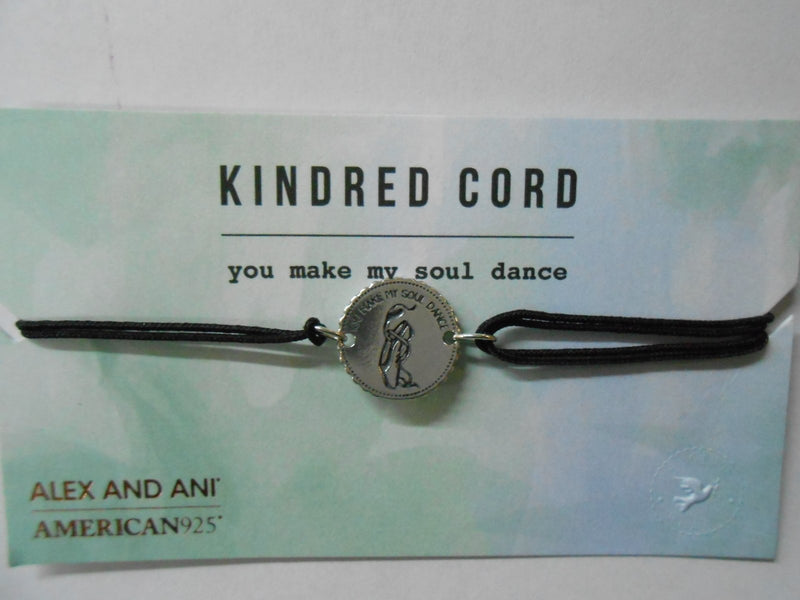 KINDRED CORD
you make my soul dance
YOU MAKE MY SOUL DANCE
ALEX AND ANI®
AMERICAN925®